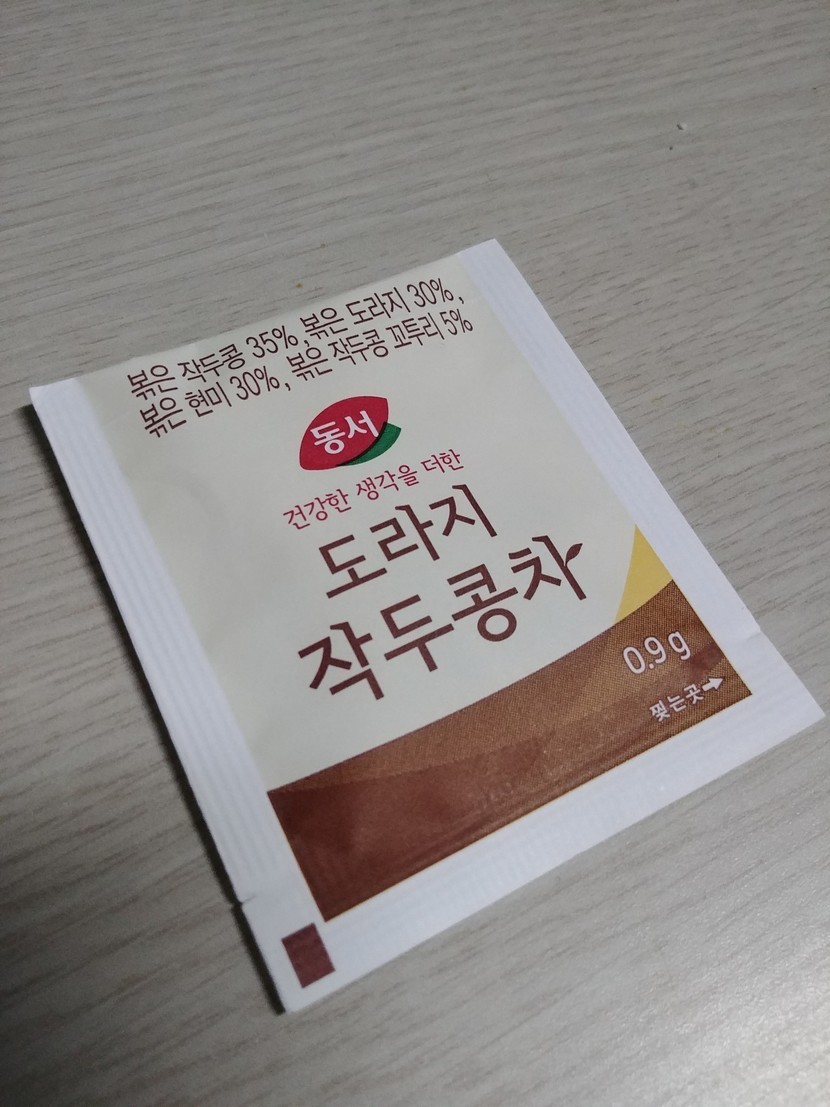 볶은 작두콩 35%, 볶은 도라지 30%,
볶은 현미 30%, 볶은 작두콩 꼬투리 5%
동서
건강한 생각을 더한
도라지
작두콩차
0.9g
찢는곳➡